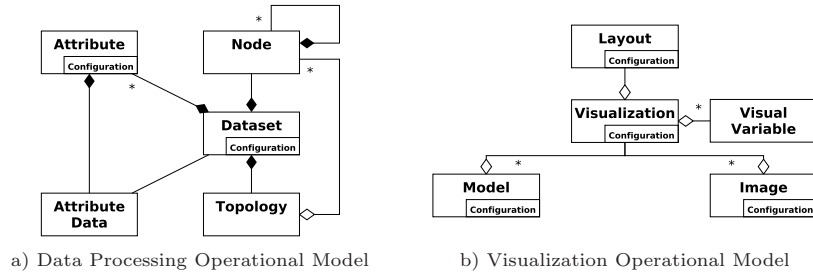 *
Attribute
Configuration
Node
*
*
Dataset
Configuration
Attribute
Data
Topology
a) Data Processing Operational Model
Layout
Configuration
Visualization
Configuration
*
Visual
Variable
*
*
Model
Configuration
Image
Configuration
b) Visualization Operational Model